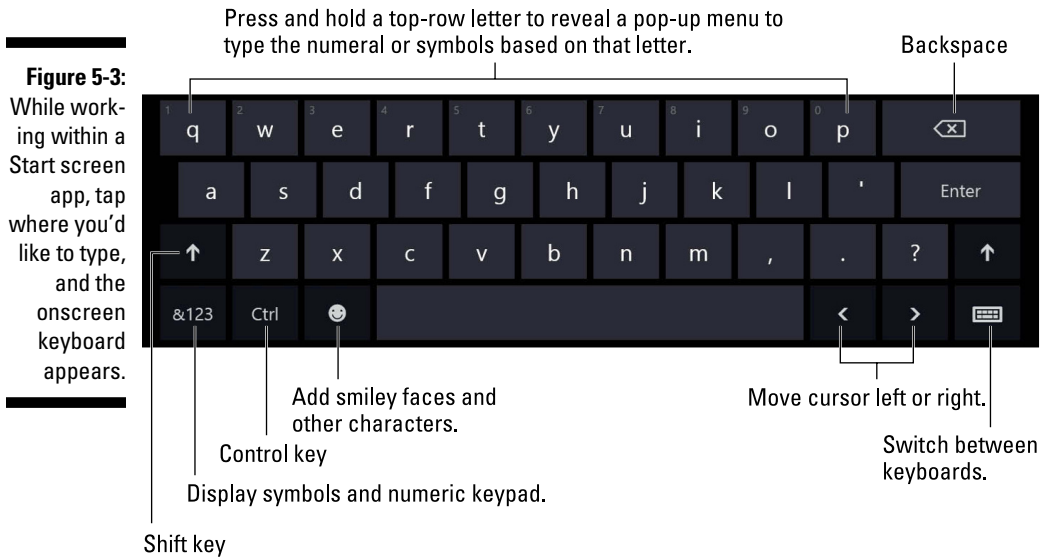 Press and hold a top-row letter to reveal a pop-up menu to
type the numeral or symbols based on that letter.
Backspace
Figure 5-3:
While work-
ing within a
Start screen
app, tap
where you’d
like to type,
and the
onscreen
keyboard
appears.
1 q 2 w 3 e 4 r 5 t 6 y 7 u 8 i 9 o 0 p
a s d f g h j k l ' Enter
z x c v b n m , . ?
&123 Ctrl < >
Add smiley faces and
other characters.
Move cursor left or right.
Control key
Switch between
keyboards.
Display symbols and numeric keypad.
Shift key